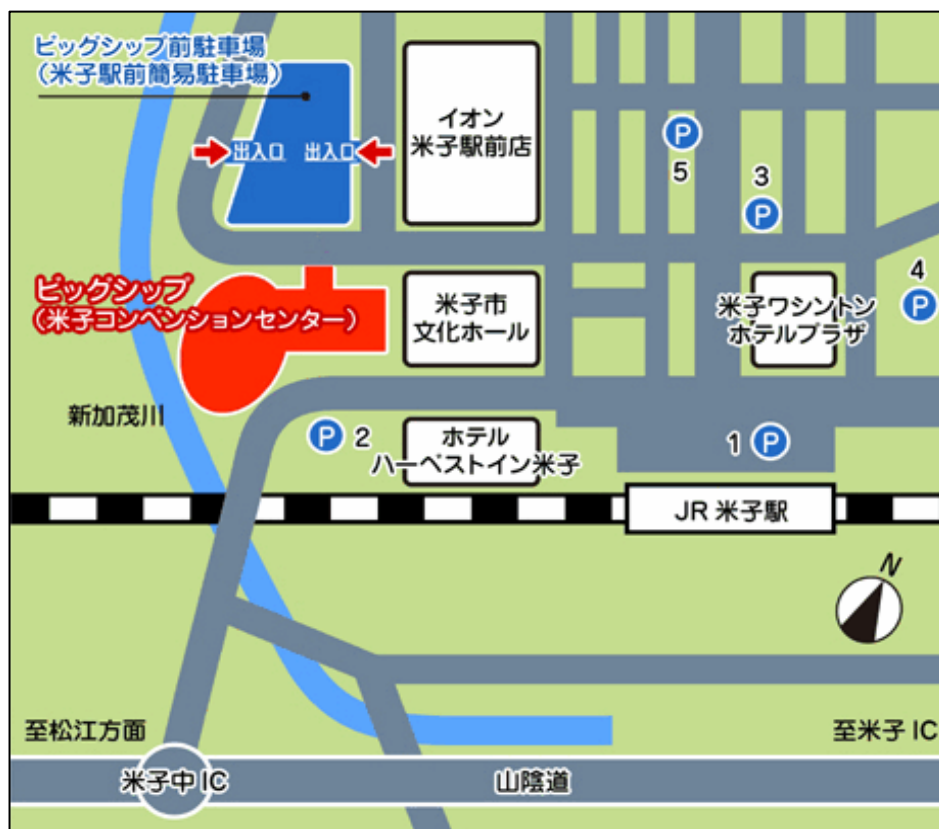 ビッグシップ前駐車場
（米子駅前簡易駐車場）
出入口 出入口
イオン
米子駅前店
P
5
3
P
4
P
ビッグシップ
（米子コンベンションセンター）
米子市
文化ホール
米子ワシントン
ホテルプラザ
新加茂川
P 2
ホテル
ハーベストイン米子
1 P
JR 米子駅
N
至松江方面
至米子 IC
米子中 IC
山陰道